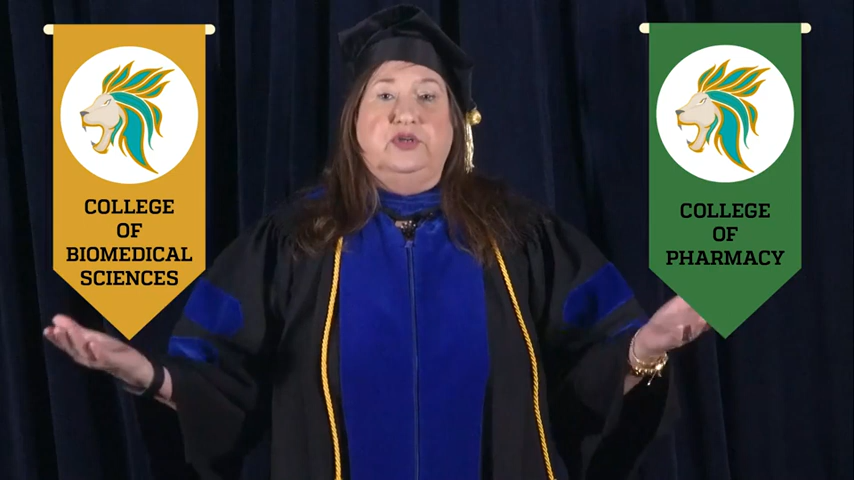 COLLEGE
OF
BIOMEDICAL
SCIENCES
COLLEGE
OF
PHARMACY